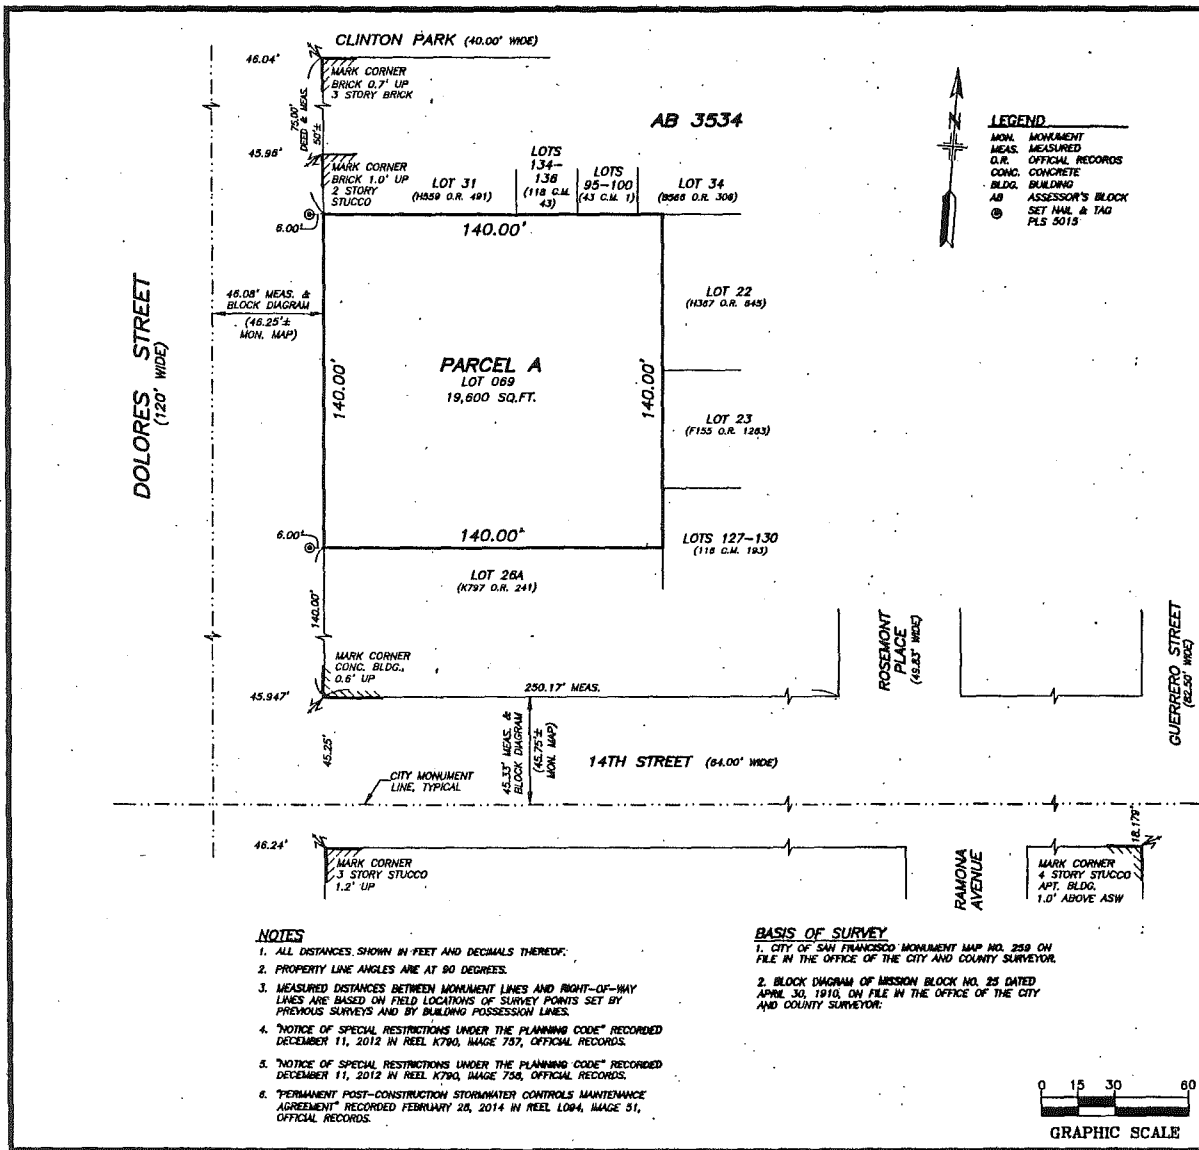 CLINTON PARK (40.00' WIDE)
46.04'
MARK CORNER
BRICK 0.7' UP
3 STORY BRICK
75.00'
DEED & MEAS.
50'±
45.96'
MARK CORNER
BRICK 1.0' UP
2 STORY
STUCCO
AB 3534
LOT 31
(H559 O.R. 491)
LOTS
134-
136
(118 C.M.
43)
LOTS
95-100
(43 C.M. 1)
LOT 34
(B566 O.R. 306)
N
LEGEND
MON. MONUMENT
MEAS. MEASURED
O.R. OFFICIAL RECORDS
CONC. CONCRETE
BLDG. BUILDING
AB ASSESSOR'S BLOCK
SET NAIL & TAG
PLS 5015
6.00'
140.00'
DOLORES STREET
(120' WIDE)
46.08' MEAS. &
BLOCK DIAGRAM
(46.25'±
MON. MAP)
140.00'
PARCEL A
LOT 069
19,600 SQ.FT.
140.00'
LOT 22
(H367 O.R. 645)
LOT 23
(F155 O.R. 1263)
6.00'
140.00'
LOTS 127-130
(116 C.M. 193)
LOT 26A
(K797 O.R. 241)
140.00'
MARK CORNER
CONC. BLDG.,
0.6' UP
45.947'
250.17' MEAS.
ROSEMONT
PLACE
(49.83' WIDE)
GUERRERO STREET
(82.50' WIDE)
45.25'
45.33' MEAS. &
BLOCK DIAGRAM
(45.75'±
MON. MAP)
14TH STREET (64.00' WIDE)
CITY MONUMENT
LINE, TYPICAL
46.24'
MARK CORNER
3 STORY STUCCO
1.2' UP
RAMONA
AVENUE
18.179'
MARK CORNER
4 STORY STUCCO
APT. BLDG.
1.0' ABOVE ASW
NOTES
1. ALL DISTANCES SHOWN IN FEET AND DECIMALS THEREOF.
2. PROPERTY LINE ANGLES ARE AT 90 DEGREES.
3. MEASURED DISTANCES BETWEEN MONUMENT LINES AND RIGHT-OF-WAY
LINES ARE BASED ON FIELD LOCATIONS OF SURVEY POINTS SET BY
PREVIOUS SURVEYS AND BY BUILDING POSSESSION LINES.
4. "NOTICE OF SPECIAL RESTRICTIONS UNDER THE PLANNING CODE" RECORDED
DECEMBER 11, 2012 IN REEL K790, IMAGE 757, OFFICIAL RECORDS.
5. "NOTICE OF SPECIAL RESTRICTIONS UNDER THE PLANNING CODE" RECORDED
DECEMBER 11, 2012 IN REEL K790, IMAGE 758, OFFICIAL RECORDS.
6. "PERMANENT POST-CONSTRUCTION STORMWATER CONTROLS MAINTENANCE
AGREEMENT" RECORDED FEBRUARY 28, 2014 IN REEL L094, IMAGE 51,
OFFICIAL RECORDS.
BASIS OF SURVEY
1. CITY OF SAN FRANCISCO MONUMENT MAP NO. 259 ON
FILE IN THE OFFICE OF THE CITY AND COUNTY SURVEYOR.
2. BLOCK DIAGRAM OF MISSION BLOCK NO. 25 DATED
APRIL 30, 1910, ON FILE IN THE OFFICE OF THE CITY
AND COUNTY SURVEYOR.
0 15 30 60
GRAPHIC SCALE